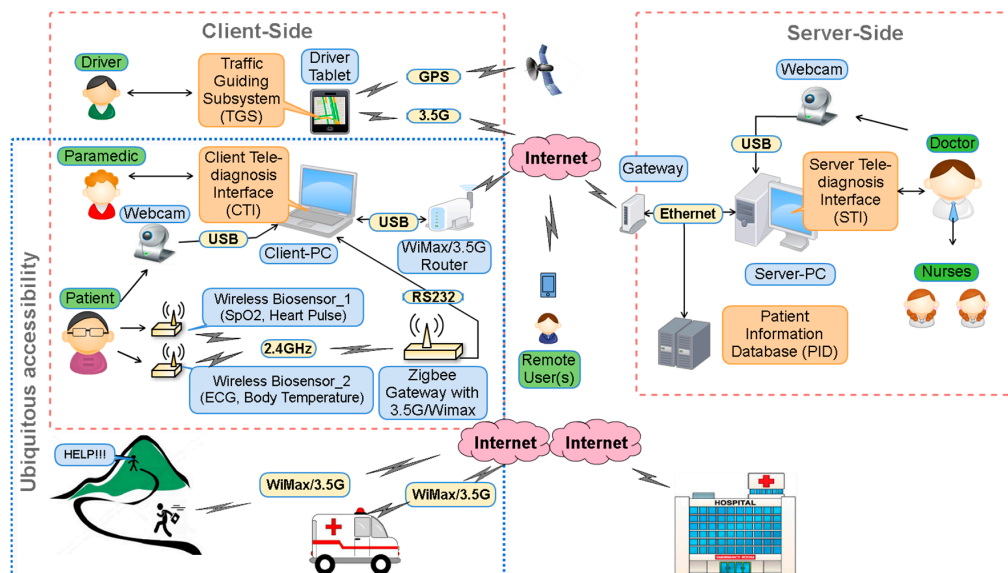 Client-Side
Server-Side
Driver
Traffic
Guiding
Subsystem
(TGS)
Driver
Tablet
GPS
3.5G
Webcam
Internet
USB
Doctor
Paramedic
Client Tele-
diagnosis
Interface
(CTI)
Gateway
Server Tele-
diagnosis
Interface
(STI)
Webcam
USB
USB
Ethernet
Client-PC
WiMax/3.5G
Router
Server-PC
Nurses
Patient
RS232
Wireless Biosensor_1
(SpO2, Heart Pulse)
2.4GHz
Patient
Information
Database (PID)
Wireless Biosensor_2
(ECG, Body Temperature)
Zigbee
Gateway with
3.5G/Wimax
Remote
User(s)
Ubiquitous accessibility
HELP!!!
Internet
Internet
WiMax/3.5G
WiMax/3.5G
HOSPITAL